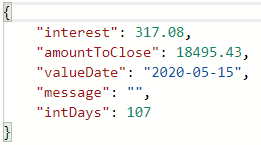 {
"interest": 317.08,
"amountToClose": 18495.43,
"valueDate": "2020-05-15",
"message": "",
"intDays": 107
}